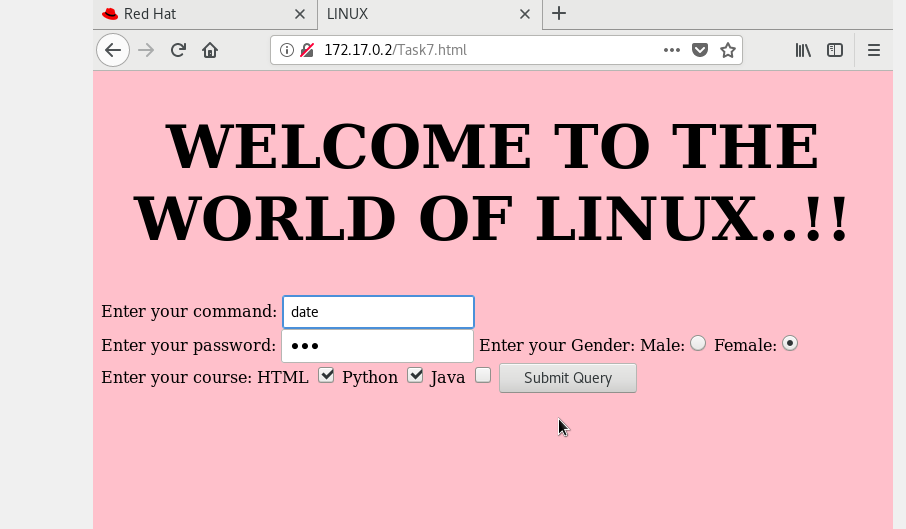 Red Hat
LINUX
172.17.0.2/Task7.html
WELCOME TO THE
WORLD OF LINUX..!!
Enter your command: date
Enter your password: ●●● Enter your Gender: Male: Female:
Enter your course: HTML Python Java Submit Query